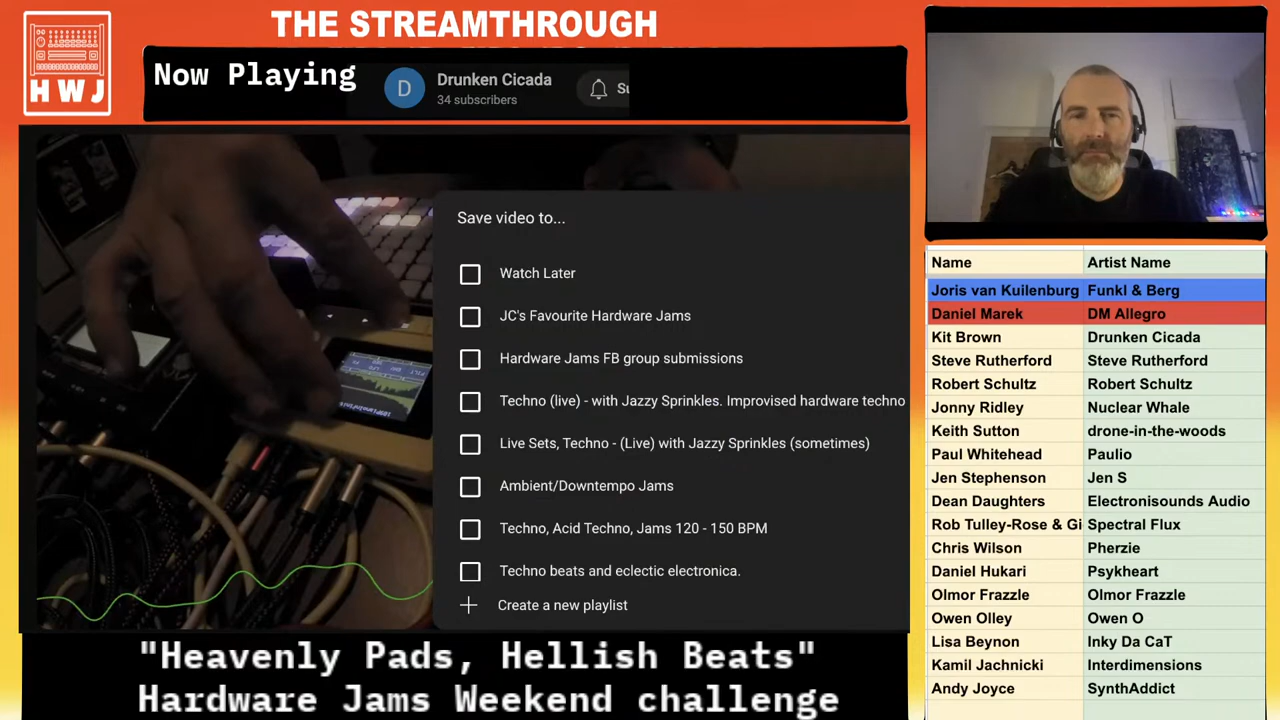 THE STREAMTHROUGH
HWJ
Now Playing
D
Drunken Cicada
34 subscribers
Save video to...
Watch Later
JC's Favourite Hardware Jams
Hardware Jams FB group submissions
Techno (live) - with Jazzy Sprinkles. Improvised hardware techno
Live Sets, Techno - (Live) with Jazzy Sprinkles (sometimes)
Ambient/Downtempo Jams
Techno, Acid Techno, Jams 120 - 150 BPM
Techno beats and eclectic electronica.
Create a new playlist
"Heavenly Pads, Hellish Beats"
Hardware Jams Weekend challenge
Name Artist Name
Joris van Kuilenburg Funkl & Berg
Daniel Marek DM Allegro
Kit Brown Drunken Cicada
Steve Rutherford Steve Rutherford
Robert Schultz Robert Schultz
Jonny Ridley Nuclear Whale
Keith Sutton drone-in-the-woods
Paul Whitehead Paulio
Jen Stephenson Jen S
Dean Daughters Electronisounds Audio
Rob Tulley-Rose & Gi Spectral Flux
Chris Wilson Pherzie
Daniel Hukari Psykheart
Olmor Frazzle Olmor Frazzle
Owen Olley Owen O
Lisa Beynon Inky Da CaT
Kamil Jachnicki Interdimensions
Andy Joyce SynthAddict